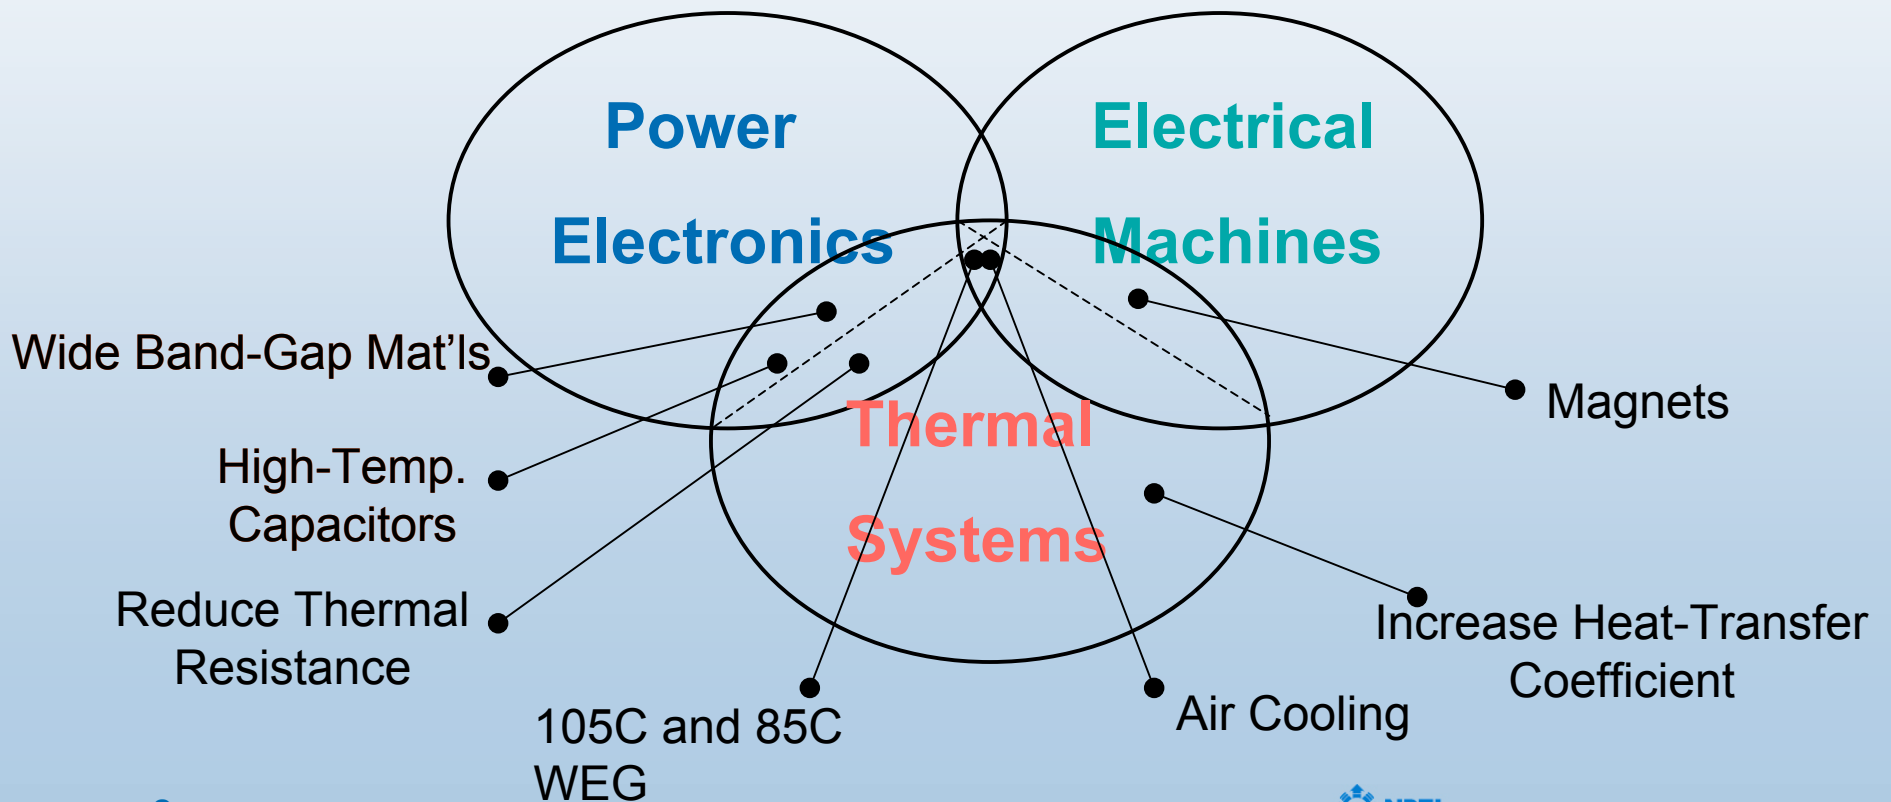 Power
Electronics
Electrical
Machines
Wide Band-Gap Mat'ls
High-Temp.
Capacitors
Reduce Thermal
Resistance
Thermal
Systems
Magnets
Increase Heat-Transfer
Coefficient
105C and 85C
WEG
Air Cooling